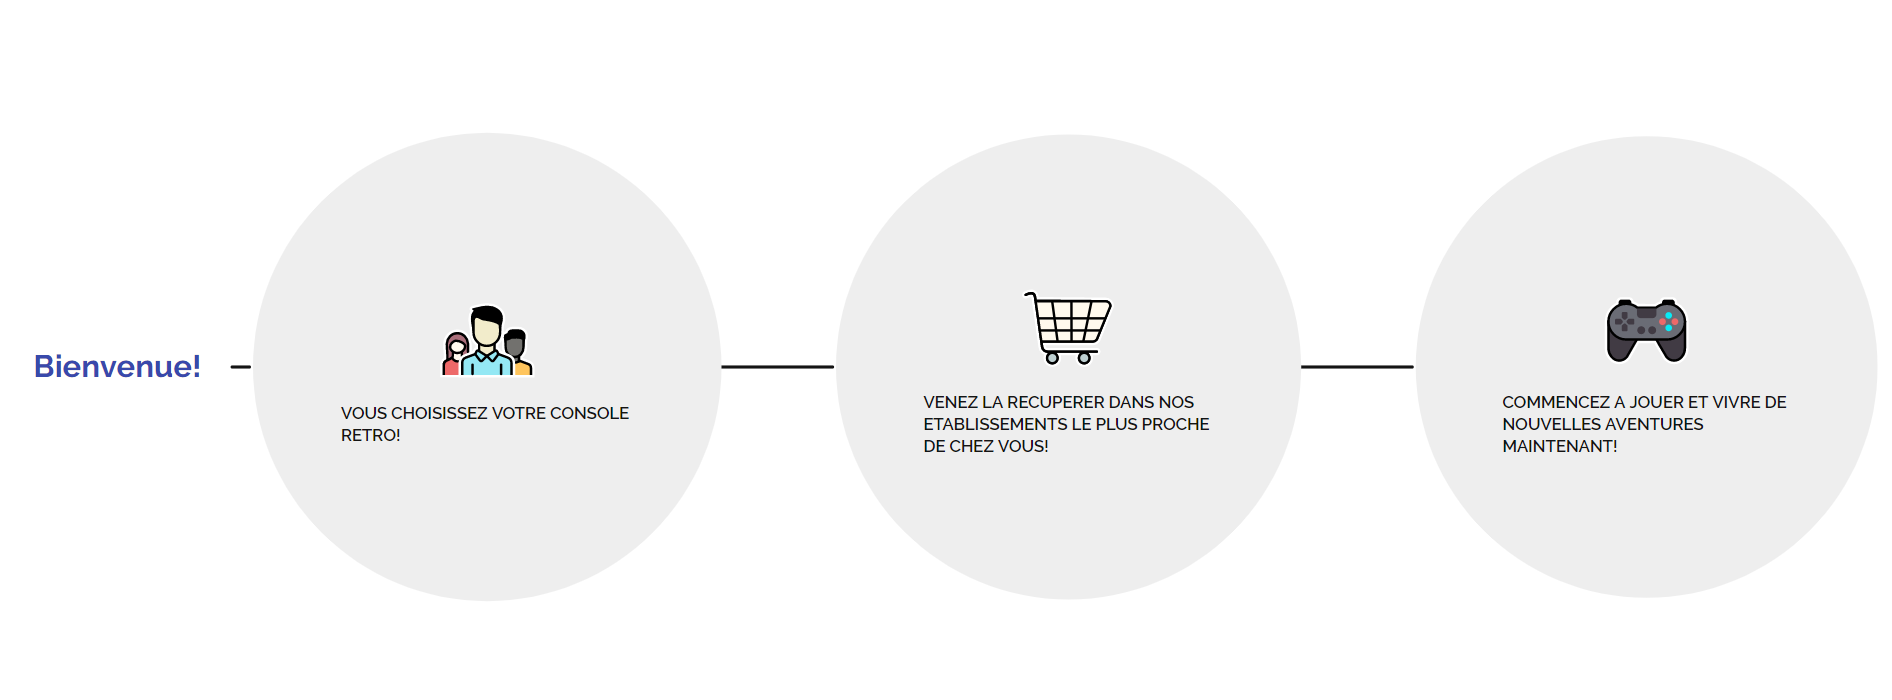 Bienvenue!
VOUS CHOISISSEZ VOTRE CONSOLE
RETRO!
VENEZ LA RECUPERER DANS NOS
ETABLISSEMENTS LE PLUS PROCHE
DE CHEZ VOUS!
COMMENCEZ A JOUER ET VIVRE DE
NOUVELLES AVENTURES
MAINTENANT!